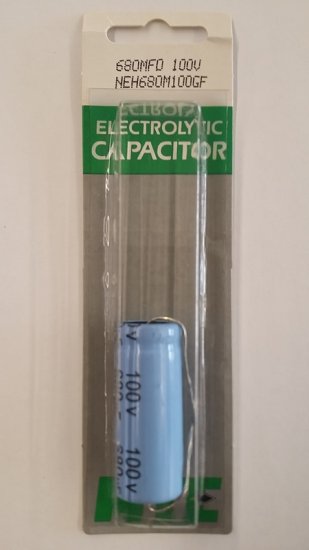 680MFD 100V
NEH680M100GF
ELECTROLYTIC
CAPACITOR
100v
100v